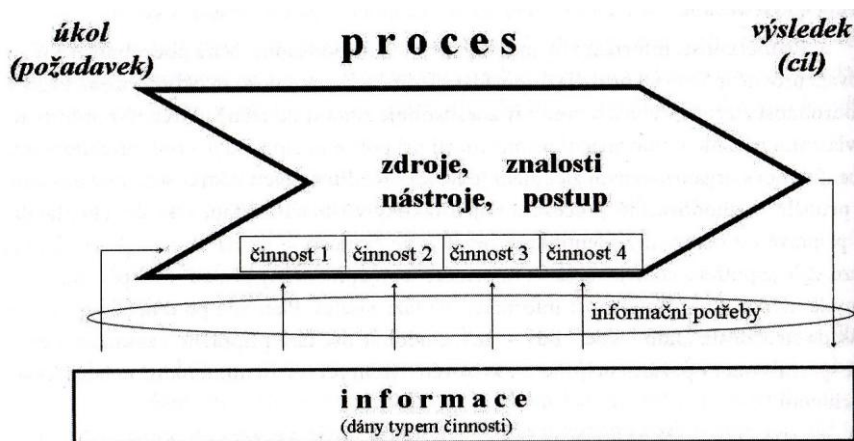 úkol
(požadavek)
proces
výsledek
(cíl)
zdroje, znalosti
nástroje, postup
činnost 1 činnost 2 činnost 3 činnost 4
informační potřeby
informace
(dány typem činnosti)